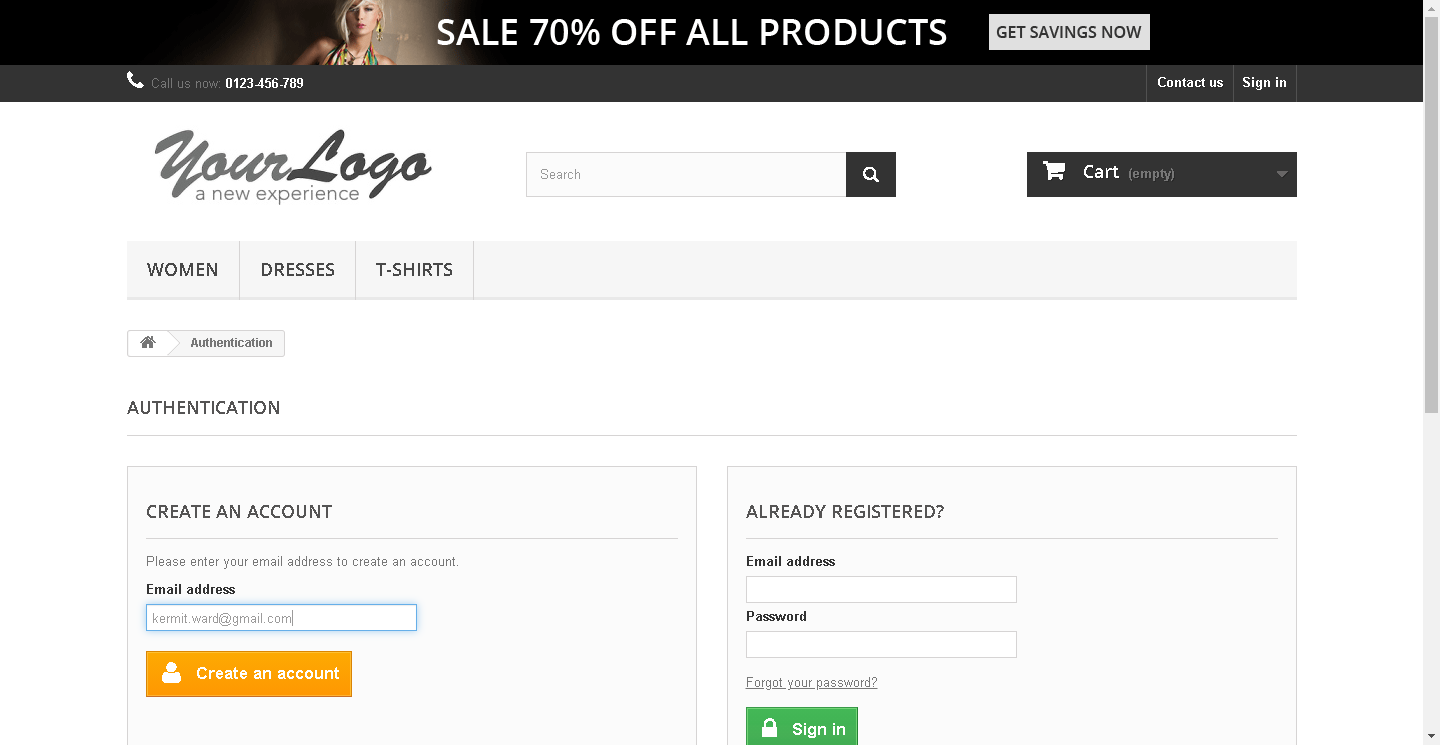 SALE 70% OFF ALL PRODUCTS GET SAVINGS NOW
Call us now: 0123-456-789 Contact us Sign in
YourLogo
a new experience
Search
Cart (empty)
WOMEN DRESSES T-SHIRTS
Authentication
AUTHENTICATION
CREATE AN ACCOUNT
Please enter your email address to create an account.
Email address
kermit.ward@gmail.com
Create an account
ALREADY REGISTERED?
Email address
Password
Forgot your password?
Sign in